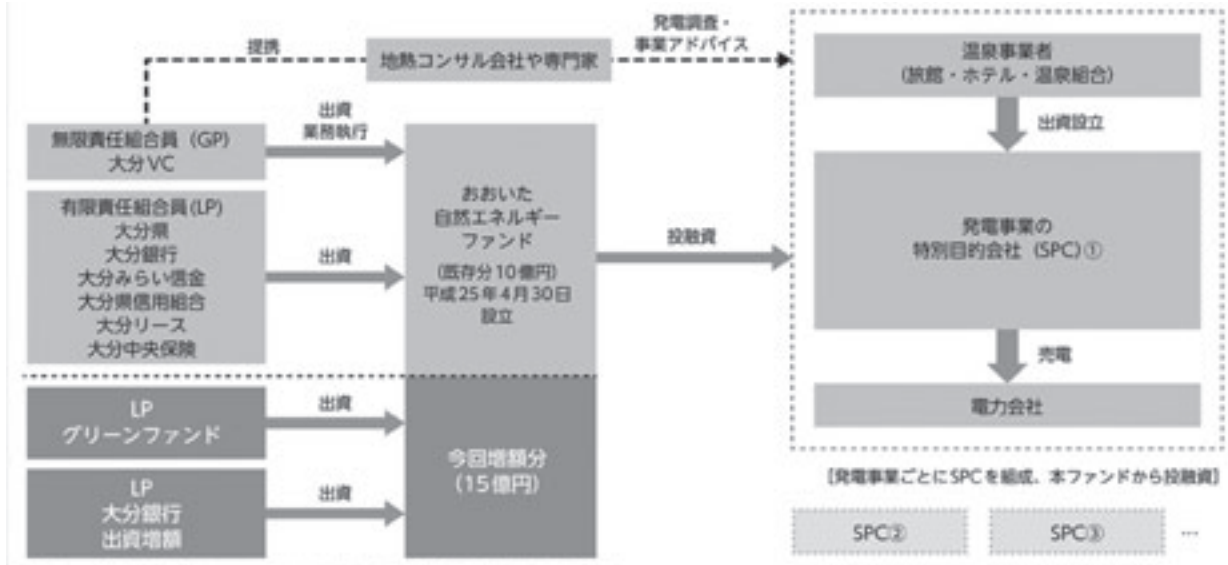 提携
発電調査・
事業アドバイス
地熱コンサル会社や専門家
温泉事業者
(旅館・ホテル・温泉組合)
出資設立
無限責任組合員 (GP)
大分VC
出資
業務執行
有限責任組合員(LP)
大分県
大分銀行
大分みらい信金
大分県信用組合
大分リース
大分中央保険
出資
おおいた
自然エネルギー
ファンド
(既存分10億円)
平成25年4月30日
設立
投融資
発電事業の
特別目的会社 (SPC)①
売電
電力会社
LP
グリーンファンド
出資
LP
大分銀行
出資増額
出資
今回増額分
(15億円)
[発電事業ごとにSPCを組成、本ファンドから投融資]
SPC②
SPC③
…